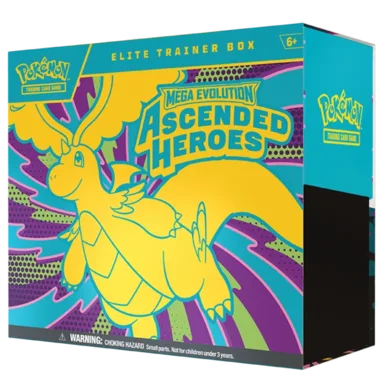 ELITE TRAINER BOX
6+
POKÉMON
TRADING CARD GAME
MEGA EVOLUTION
ASCENDED
HEROES
POKÉMON
TRADING CARD GAME
WARNING: CHOKING HAZARD Small parts. Not for children under 3 years.